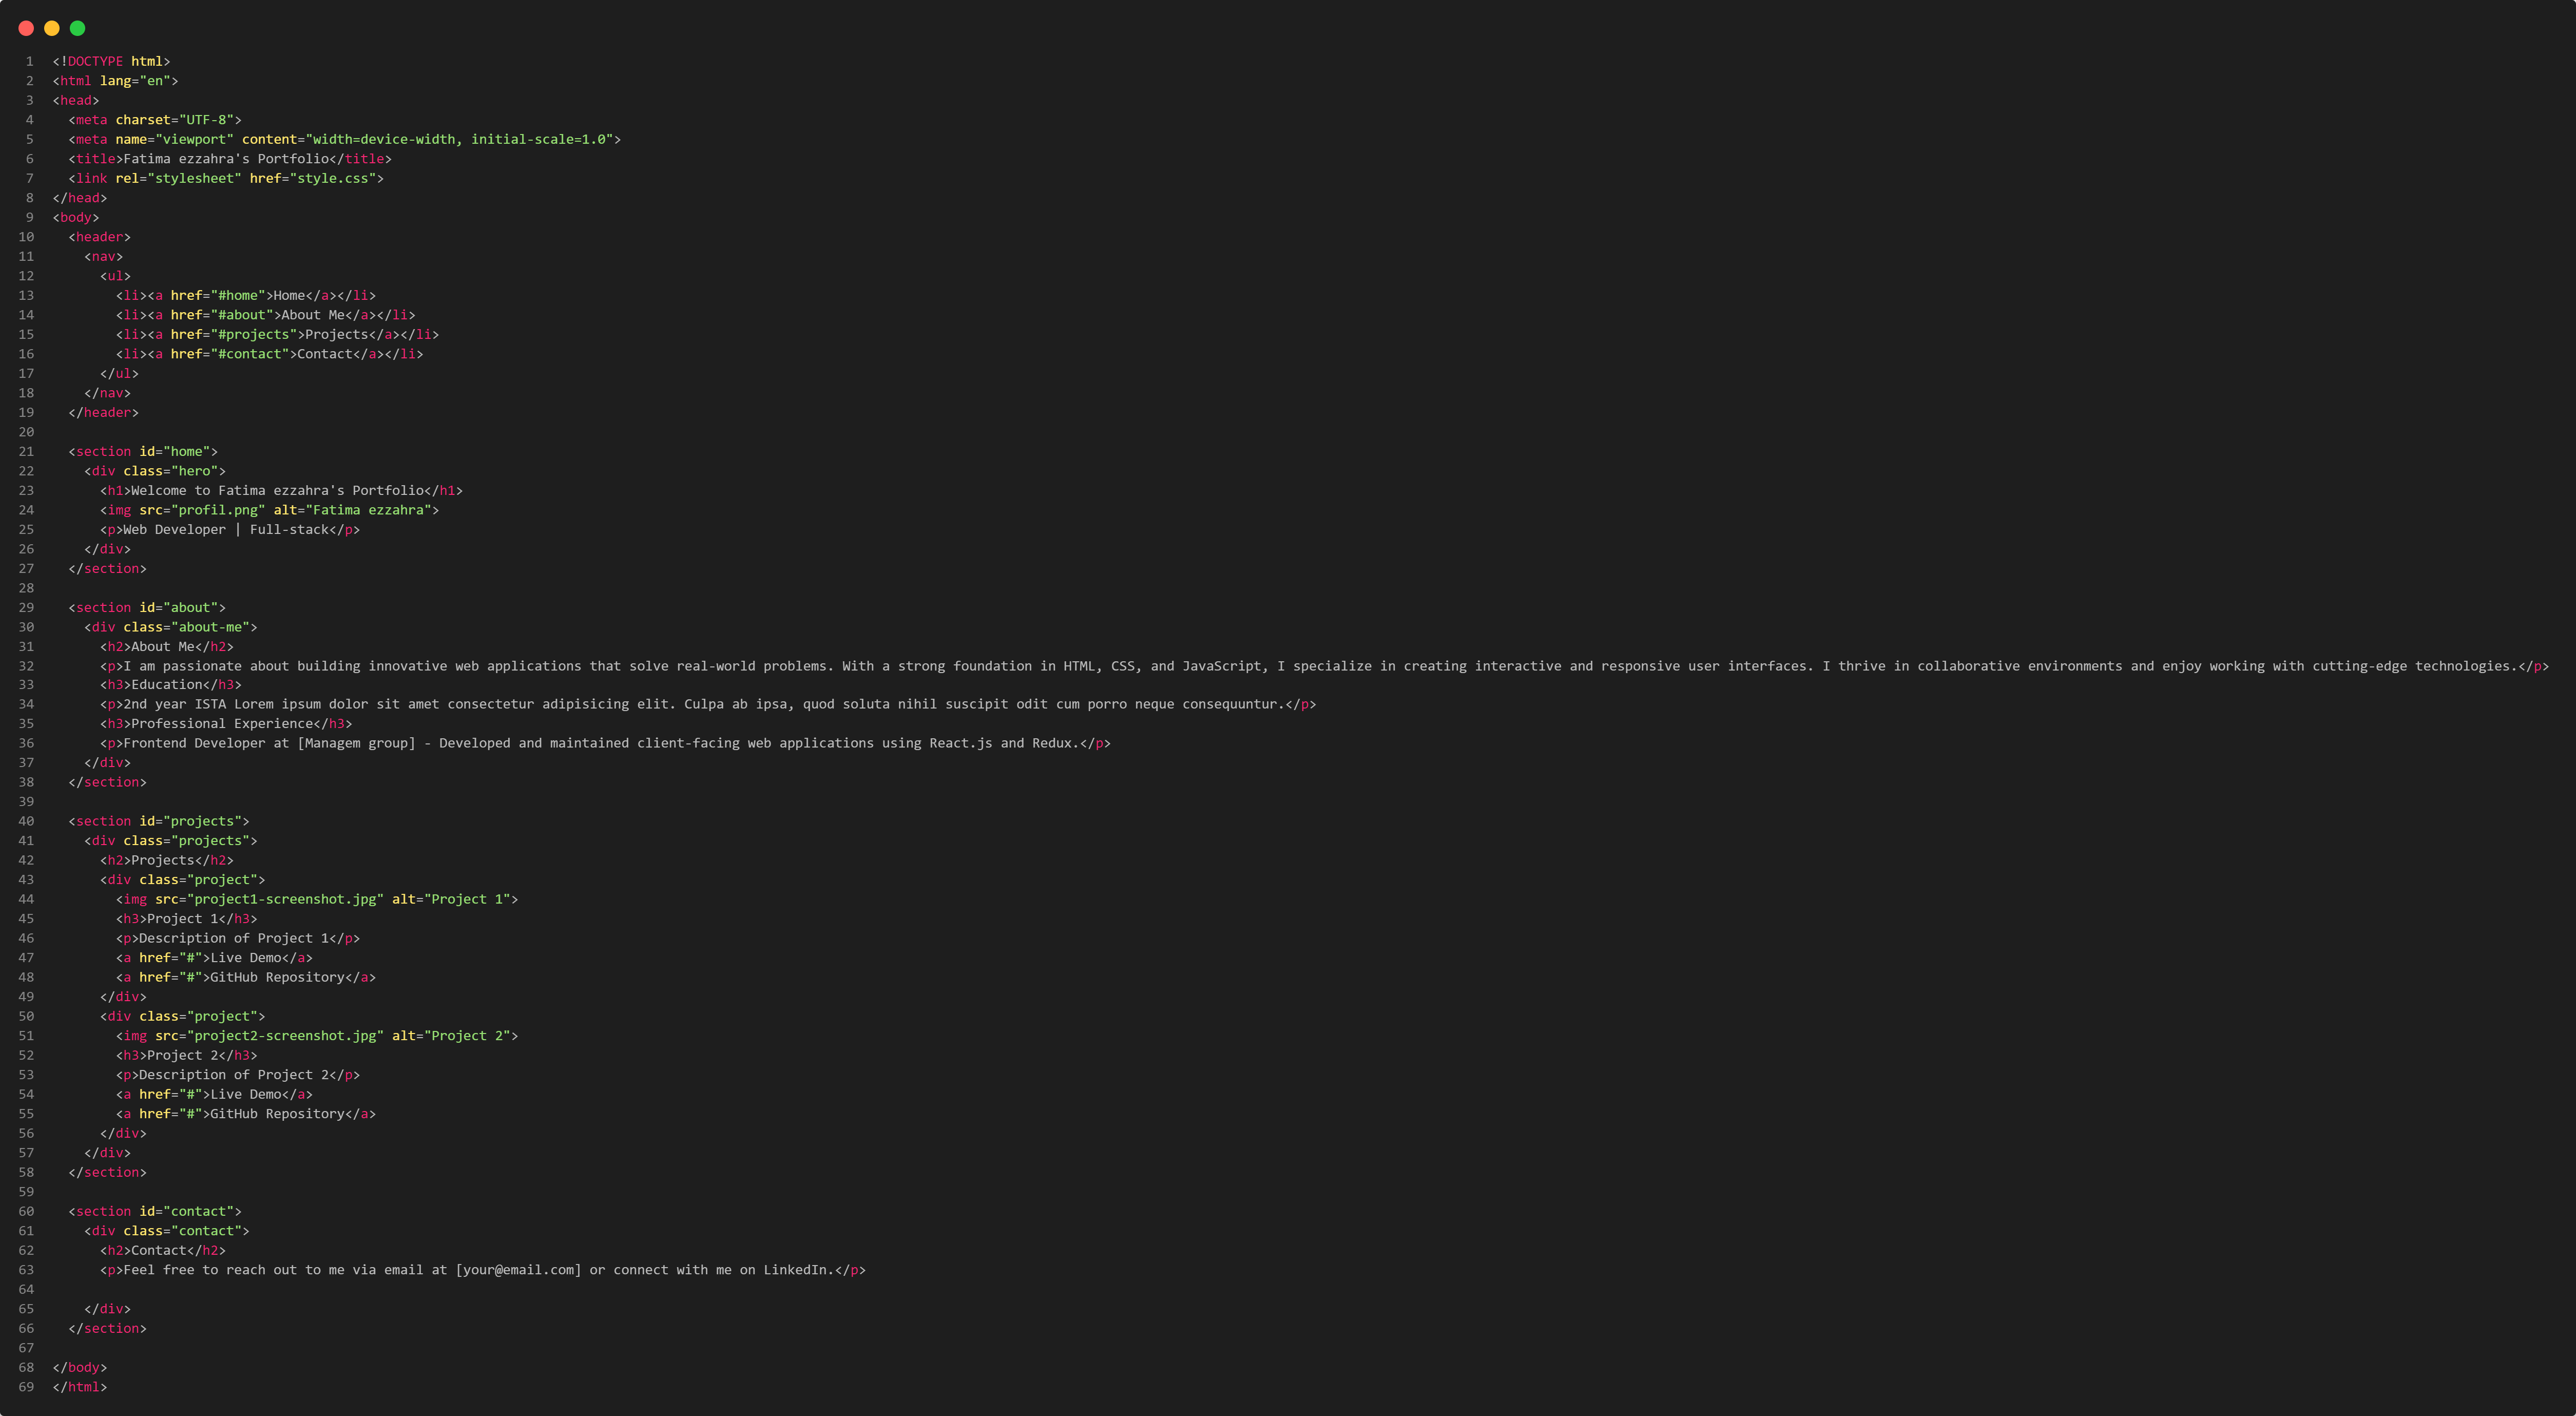 1 <!DOCTYPE html>
2 <html lang="en">
3 <head>
4   <meta charset="UTF-8">
5   <meta name="viewport" content="width=device-width, initial-scale=1.0">
6   <title>Fatima ezzahra's Portfolio</title>
7   <link rel="stylesheet" href="style.css">
8 </head>
9 <body>
10   <header>
11     <nav>
12       <ul>
13         <li><a href="#home">Home</a></li>
14         <li><a href="#about">About Me</a></li>
15         <li><a href="#projects">Projects</a></li>
16         <li><a href="#contact">Contact</a></li>
17       </ul>
18     </nav>
19   </header>
20
21   <section id="home">
22     <div class="hero">
23       <h1>Welcome to Fatima ezzahra's Portfolio</h1>
24       <img src="profil.png" alt="Fatima ezzahra">
25       <p>Web Developer | Full-stack</p>
26     </div>
27   </section>
28
29   <section id="about">
30     <div class="about-me">
31       <h2>About Me</h2>
32       <p>I am passionate about building innovative web applications that solve real-world problems. With a strong foundation in HTML, CSS, and JavaScript, I specialize in creating interactive and responsive user interfaces. I thrive in collaborative environments and enjoy working with cutting-edge technologies.</p>
33       <h3>Education</h3>
34       <p>2nd year ISTA Lorem ipsum dolor sit amet consectetur adipisicing elit. Culpa ab ipsa, quod soluta nihil suscipit odit cum porro neque consequuntur.</p>
35       <h3>Professional Experience</h3>
36       <p>Frontend Developer at [Managem group] - Developed and maintained client-facing web applications using React.js and Redux.</p>
37     </div>
38   </section>
39
40   <section id="projects">
41     <div class="projects">
42       <h2>Projects</h2>
43       <div class="project">
44         <img src="project1-screenshot.jpg" alt="Project 1">
45         <h3>Project 1</h3>
46         <p>Description of Project 1</p>
47         <a href="#">Live Demo</a>
48         <a href="#">GitHub Repository</a>
49       </div>
50       <div class="project">
51         <img src="project2-screenshot.jpg" alt="Project 2">
52         <h3>Project 2</h3>
53         <p>Description of Project 2</p>
54         <a href="#">Live Demo</a>
55         <a href="#">GitHub Repository</a>
56       </div>
57     </div>
58   </section>
59
60   <section id="contact">
61     <div class="contact">
62       <h2>Contact</h2>
63       <p>Feel free to reach out to me via email at [your@email.com] or connect with me on LinkedIn.</p>
64
65     </div>
66   </section>
67
68 </body>
69 </html>